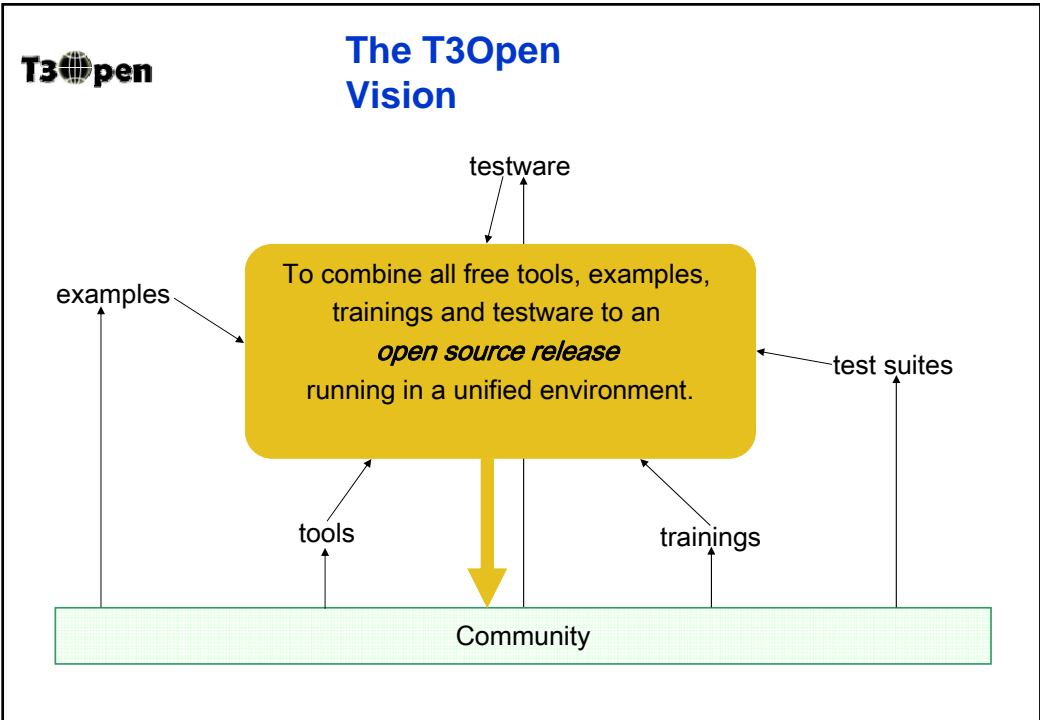 T3Open
The T3Open
Vision
testware
To combine all free tools, examples,
trainings and testware to an
open source release
running in a unified environment.
examples
test suites
tools
trainings
Community